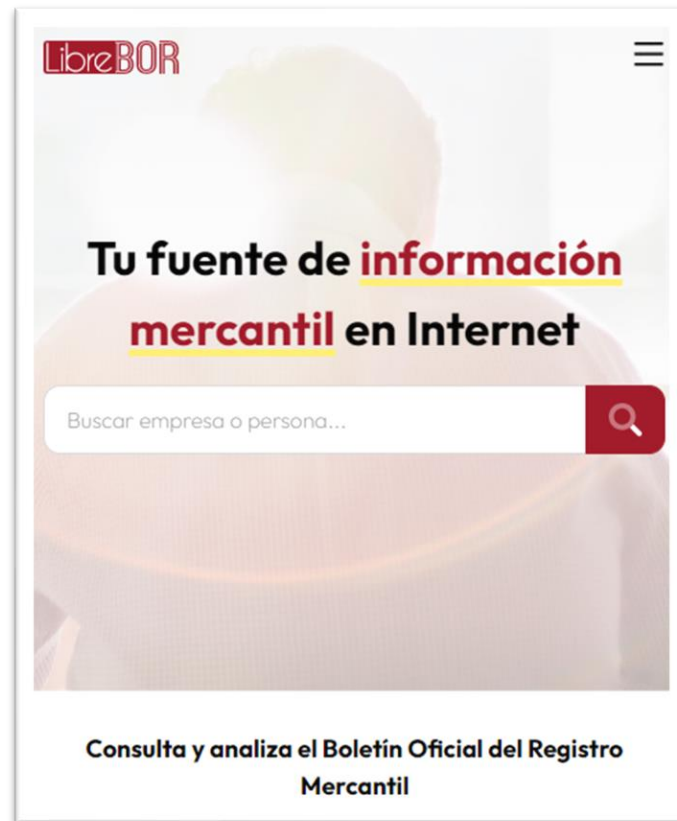 LibreBOR
Tu fuente de información
mercantil en Internet
Buscar empresa o persona...
Consulta y analiza el Boletín Oficial del Registro
Mercantil